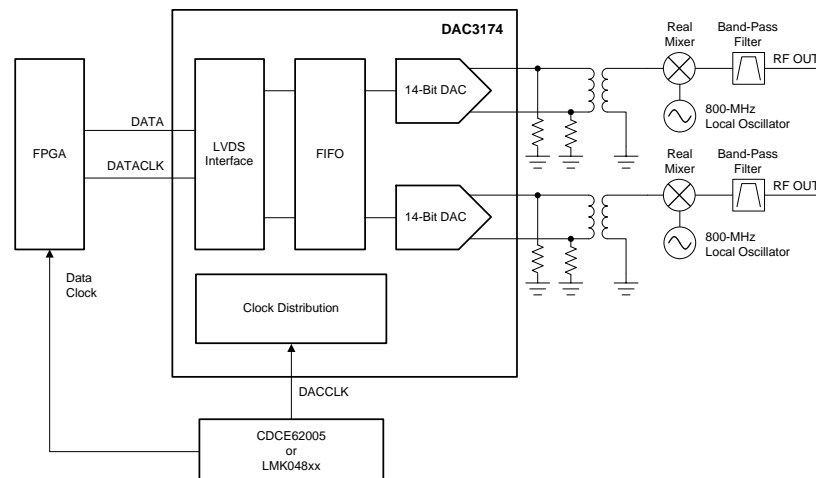 DAC3174
FPGA
DATA
DATACLK
LVDS
Interface
FIFO
14-Bit DAC
Real
Mixer
Band-Pass
Filter
RF OUT
800-MHz
Local Oscillator
14-Bit DAC
Real
Mixer
Band-Pass
Filter
RF OUT
800-MHz
Local Oscillator
Data
Clock
Clock Distribution
DACCLK
CDCE62005
or
LMK048xx